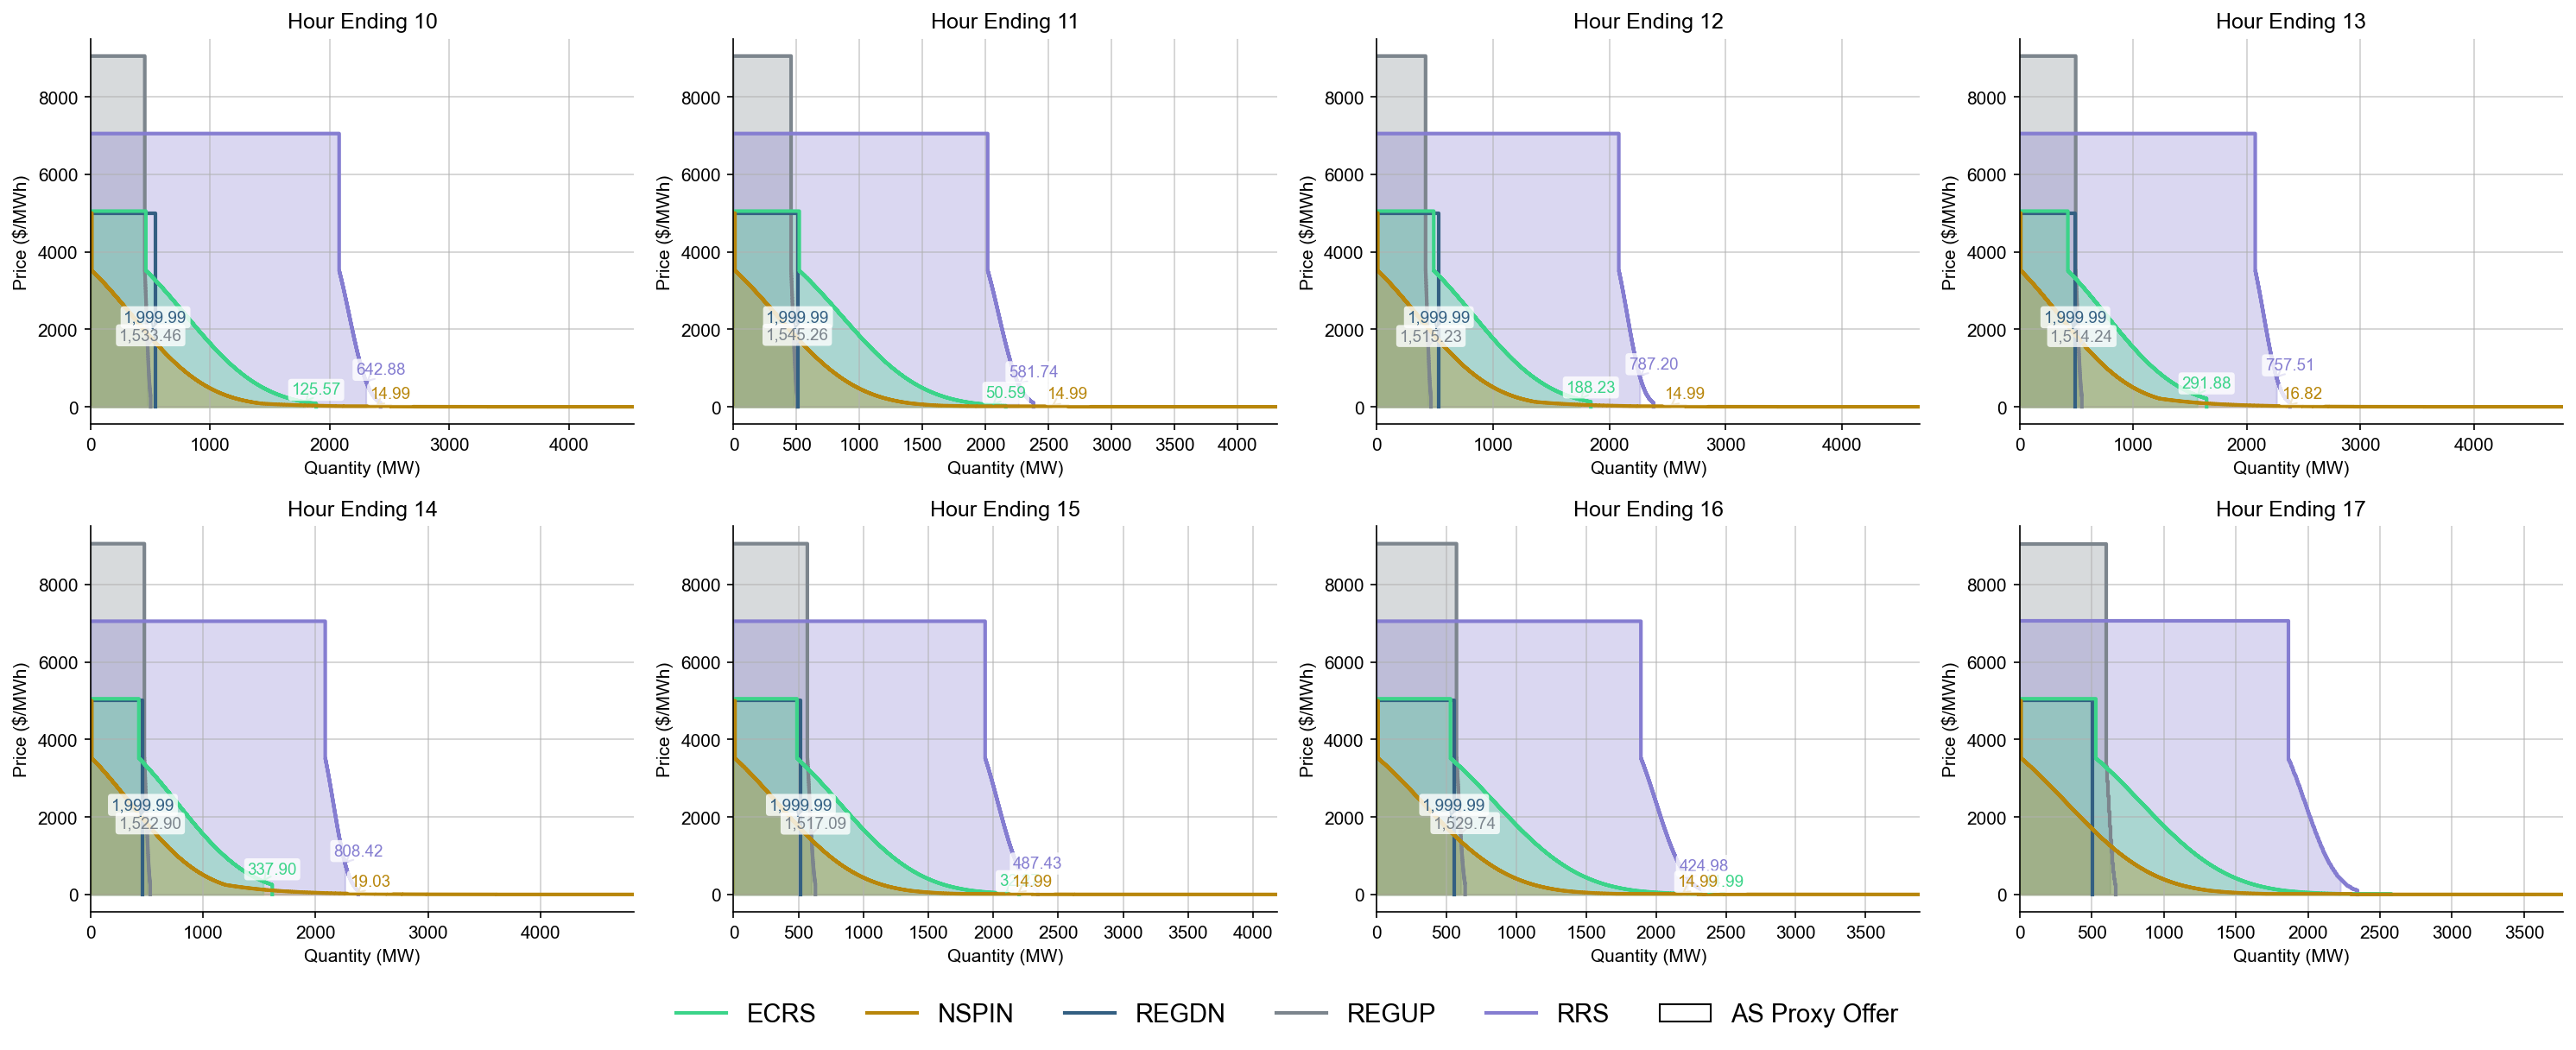 Hour Ending 10
Price ($/MWh)
8000
6000
4000
2000
0
1,999.99
1,533.46
642.88
125.57
14.99
0 1000 2000 3000 4000
Quantity (MW)
Hour Ending 11
Price ($/MWh)
1,999.99
1,545.26
581.74
50.59
14.99
0 500 1000 1500 2000 2500 3000 3500 4000
Quantity (MW)
Hour Ending 12
Price ($/MWh)
8000
6000
4000
2000
0
1,999.99
1,515.23
787.20
188.23
14.99
0 1000 2000 3000 4000
Quantity (MW)
Hour Ending 13
Price ($/MWh)
8000
6000
4000
2000
0
1,999.99
1,514.24
757.51
291.88
16.82
0 1000 2000 3000 4000
Quantity (MW)
Hour Ending 14
Price ($/MWh)
8000
6000
4000
2000
0
1,999.99
1,522.90
808.42
337.90
19.03
0 1000 2000 3000 4000
Quantity (MW)
Hour Ending 15
Price ($/MWh)
8000
6000
4000
2000
0
1,999.99
1,517.09
487.43
14.99
0 500 1000 1500 2000 2500 3000 3500 4000
Quantity (MW)
Hour Ending 16
Price ($/MWh)
8000
6000
4000
2000
0
1,999.99
1,529.74
424.98
14.99
0 500 1000 1500 2000 2500 3000 3500
Quantity (MW)
Hour Ending 17
Price ($/MWh)
8000
6000
4000
2000
0
0 500 1000 1500 2000 2500 3000 3500
Quantity (MW)
ECRS NSPIN REGDN REGUP RRS AS Proxy Offer